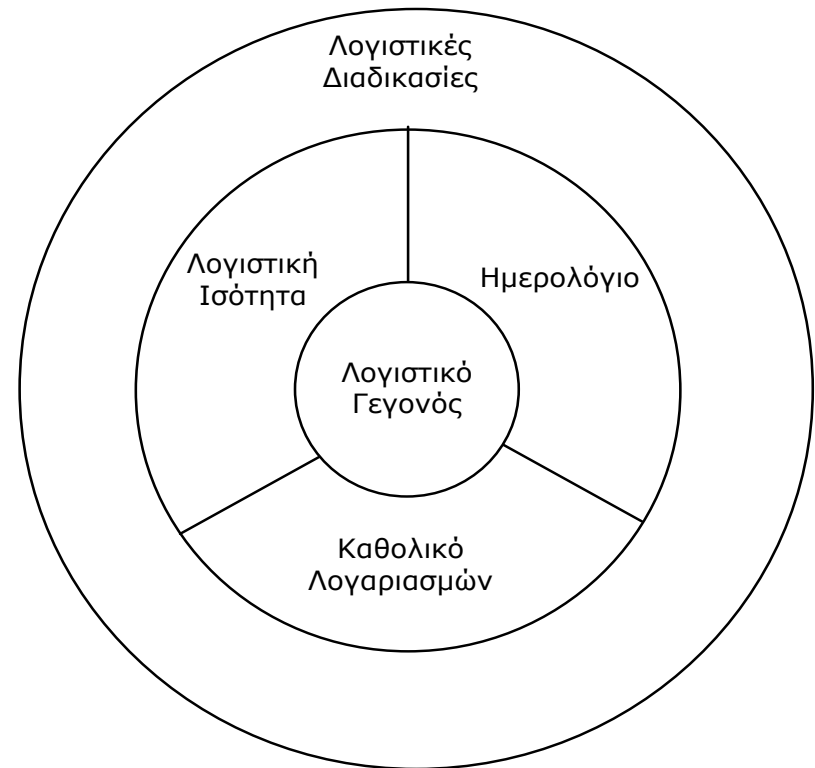 Λογιστικές
Διαδικασίες
Λογιστική
Ισότητα
Ημερολόγιο
Λογιστικό
Γεγονός
Καθολικό
Λογαριασμών